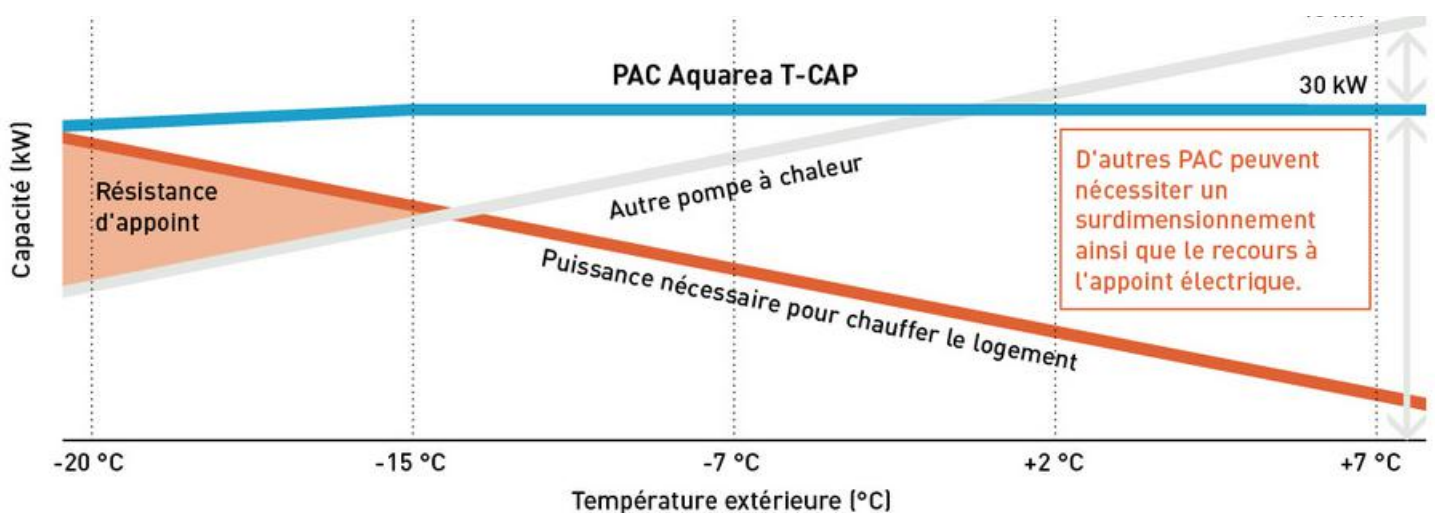 PAC Aquarea T-CAP
30 kW
Capacité (kW)
Résistance
d'appoint
Autre pompe à chaleur
Puissance nécessaire pour chauffer le logement
D'autres PAC peuvent
nécessiter un
surdimensionnement
ainsi que le recours à
l'appoint électrique.
-20 °C
-15 °C
-7 °C
+2 °C
+7 °C
Température extérieure (°C)